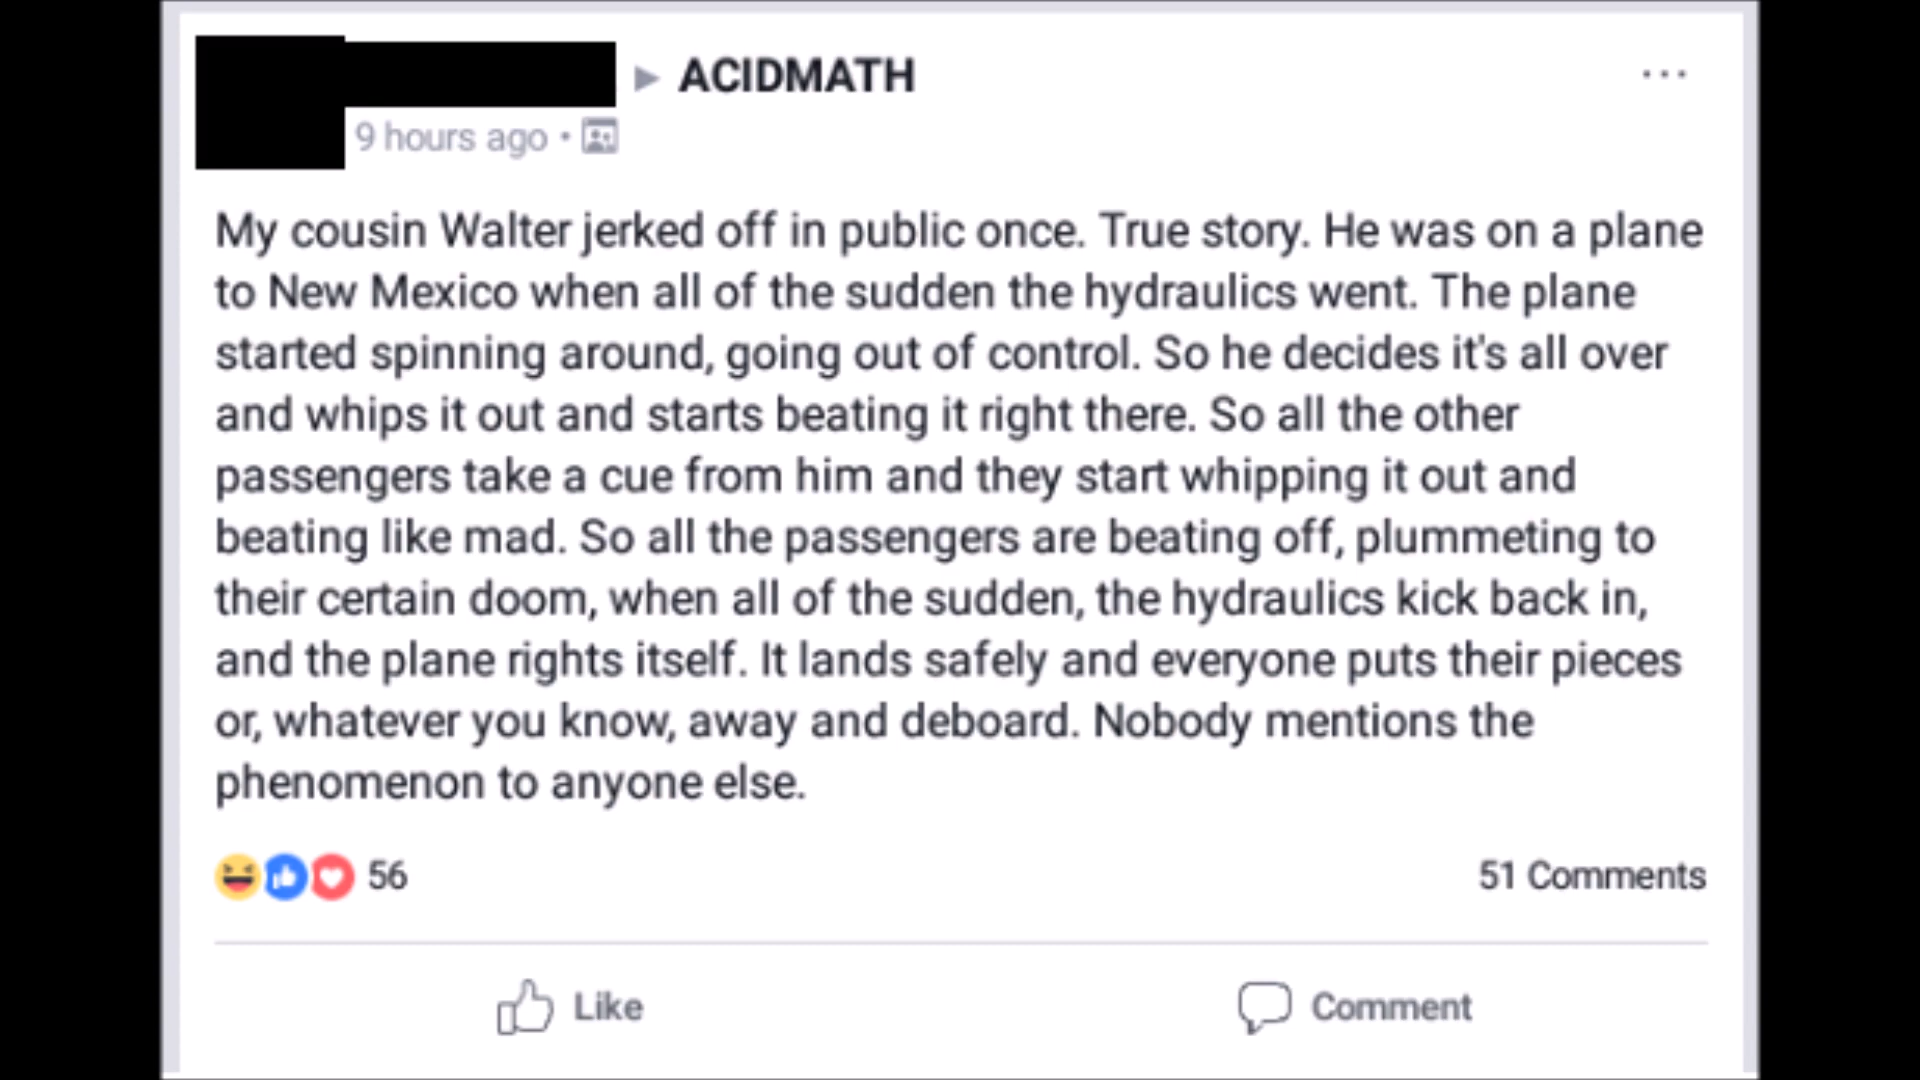 ACIDMATH
9 hours ago
My cousin Walter jerked off in public once. True story. He was on a plane
to New Mexico when all of the sudden the hydraulics went. The plane
started spinning around, going out of control. So he decides it's all over
and whips it out and starts beating it right there. So all the other
passengers take a cue from him and they start whipping it out and
beating like mad. So all the passengers are beating off, plummeting to
their certain doom, when all of the sudden, the hydraulics kick back in,
and the plane rights itself. It lands safely and everyone puts their pieces
or, whatever you know, away and deboard. Nobody mentions the
phenomenon to anyone else.
56 51 Comments
Like Comment